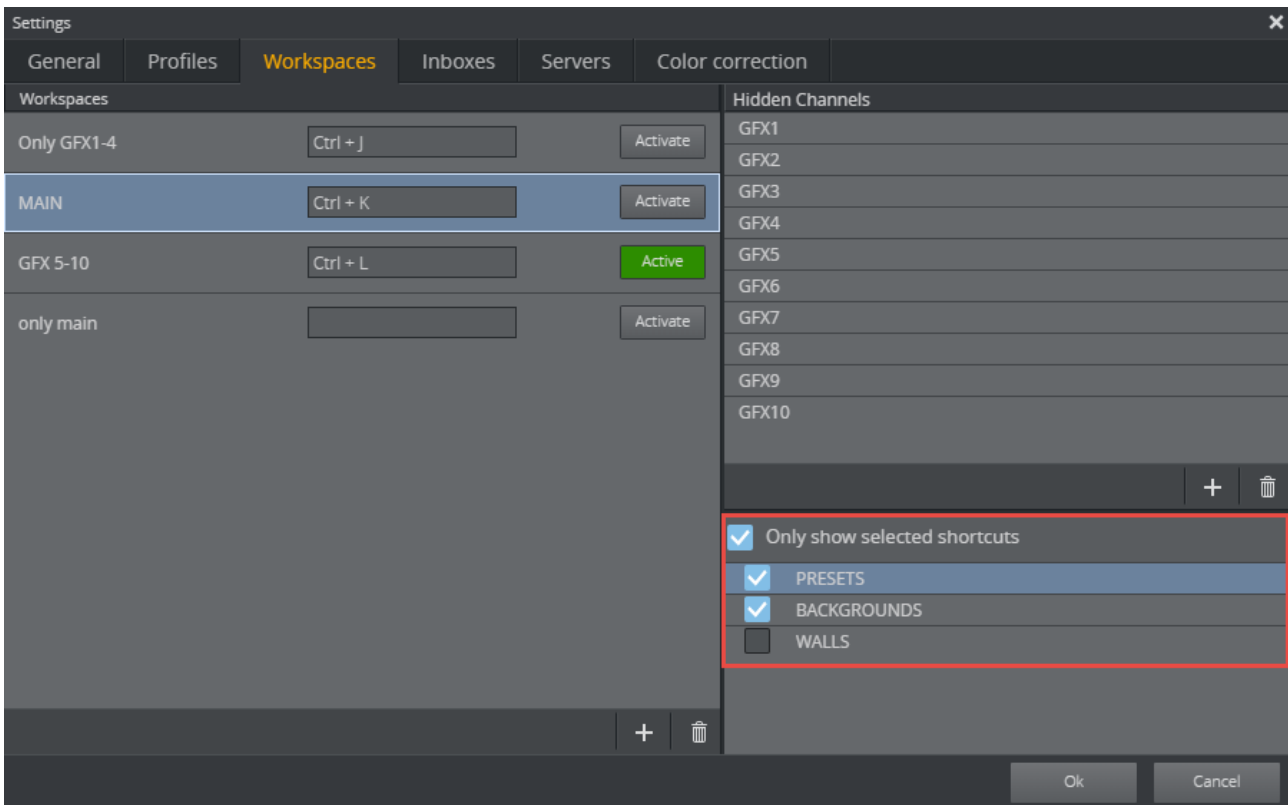 Settings
General Profiles Workspaces Inboxes Servers Color correction
Workspaces
Only GFX1-4 Ctrl + J Activate
MAIN Ctrl + K Activate
GFX 5-10 Ctrl + L Active
only main Activate
Hidden Channels
GFX1
GFX2
GFX3
GFX4
GFX5
GFX6
GFX7
GFX8
GFX9
GFX10
Only show selected shortcuts
PRESETS
BACKGROUNDS
WALLS
Ok Cancel